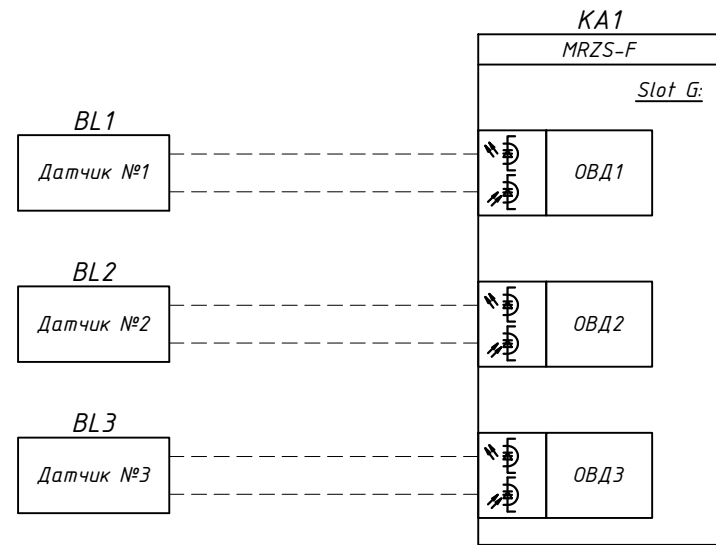 KA1
MRZS-F
Slot G:
BL1
Датчик №1
ОВД1
BL2
Датчик №2
ОВД2
BL3
Датчик №3
ОВД3